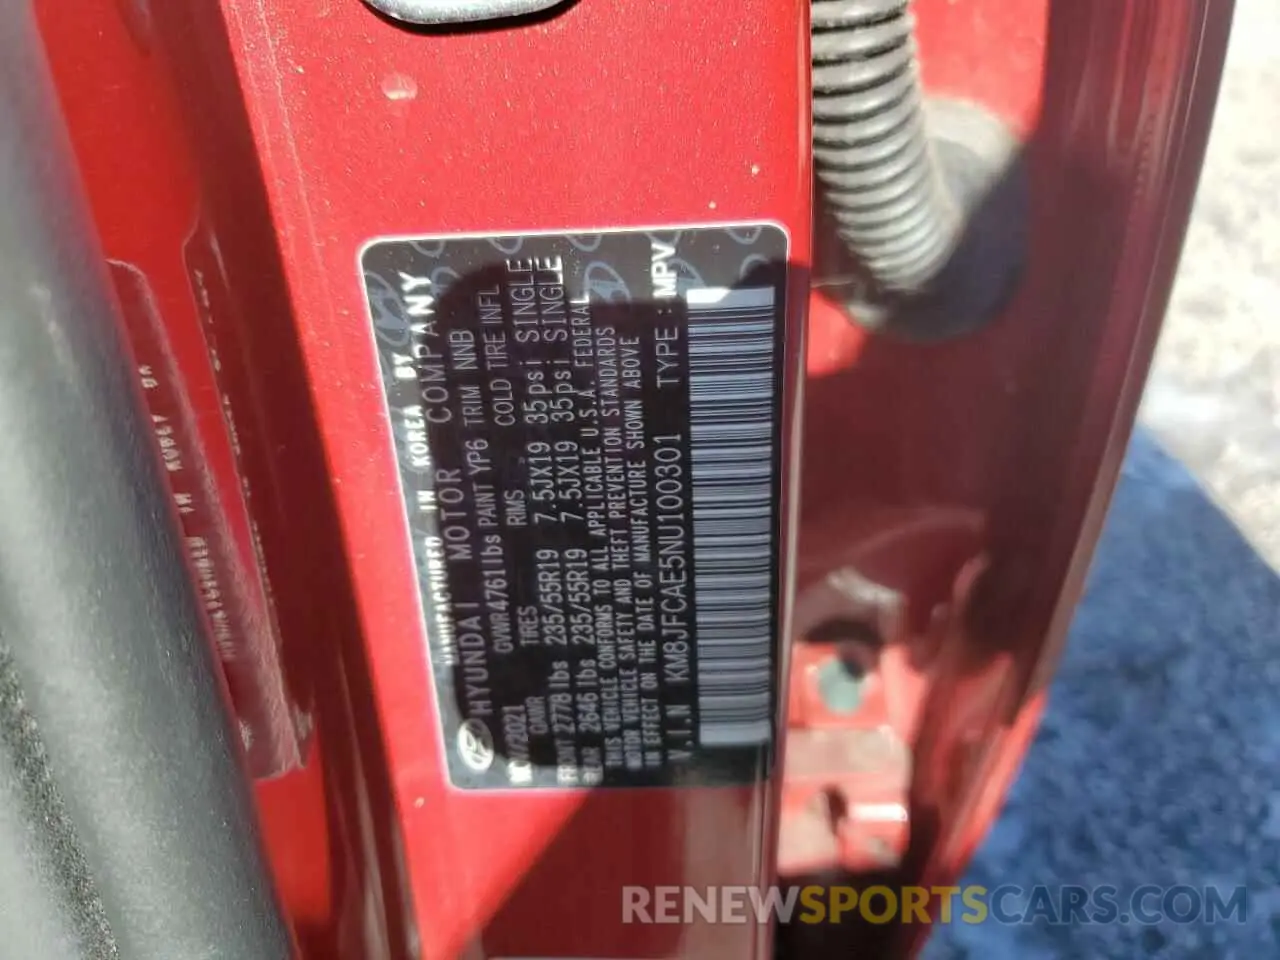 MANUFACTURED IN KOREA BY
HYUNDAI MOTOR COMPANY
/2021 GVWR 4761 lbs PAINT YP6 TRIM NNB
GAWR TIRES RIMS COLD TIRE INFL
FRONT 2778 lbs 235/55R19 7.5JX19 35psi SINGLE
REAR 2646 lbs 235/55R19 7.5JX19 35psi SINGLE
THIS VEHICLE CONFORMS TO ALL APPLICABLE U.S.A. FEDERAL
MOTOR VEHICLE SAFETY AND THEFT PREVENTION STANDARDS
IN EFFECT ON THE DATE OF MANUFACTURE SHOWN ABOVE
V.I.N KM8JFCAE5NU100301 TYPE : MPV
RENEWSPORTSCARS.COM